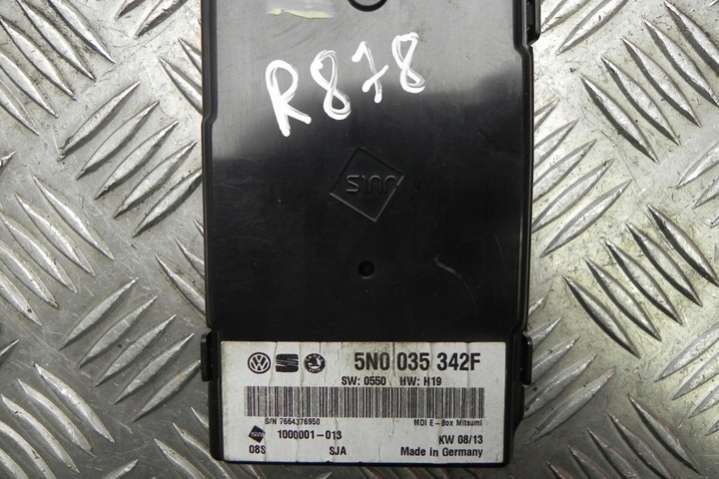 R878
5N0 035 342F
SW: 0550 HW: H19
S/N 7664376950 MDI E-Box Mitsumi
1000001-013 KW 08/13
08S SJA Made in Germany